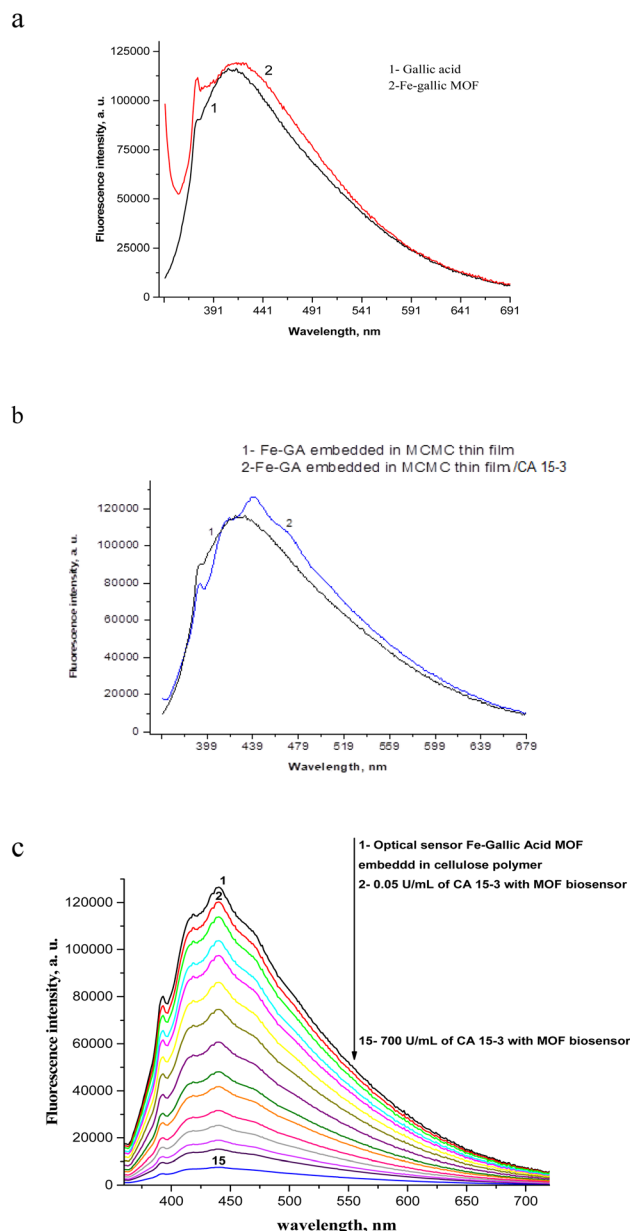 a
125000
100000
75000
50000
25000
0
Fluorescence intensity, a. u.
1
2
1- Gallic acid
2-Fe-gallic MOF
391 441 491 541 591 641 691
Wavelength, nm
b
1- Fe-GA embedded in MCMC thin film
2-Fe-GA embedded in MCMC thin film/CA 15-3
120000
100000
80000
60000
40000
20000
0
Fluorescence intensity, a. u.
1
2
399 439 479 519 559 599 639 679
Wavelength, nm
c
1- Optical sensor Fe-Gallic Acid MOF
embeddd in cellulose polymer
2- 0.05 U/mL of CA 15-3 with MOF biosensor
15- 700 U/mL of CA 15-3 with MOF biosensor
120000
100000
80000
60000
40000
20000
0
Fluorescence intensity, a. u.
1
2
15
400 450 500 550 600 650 700
wavelength, nm